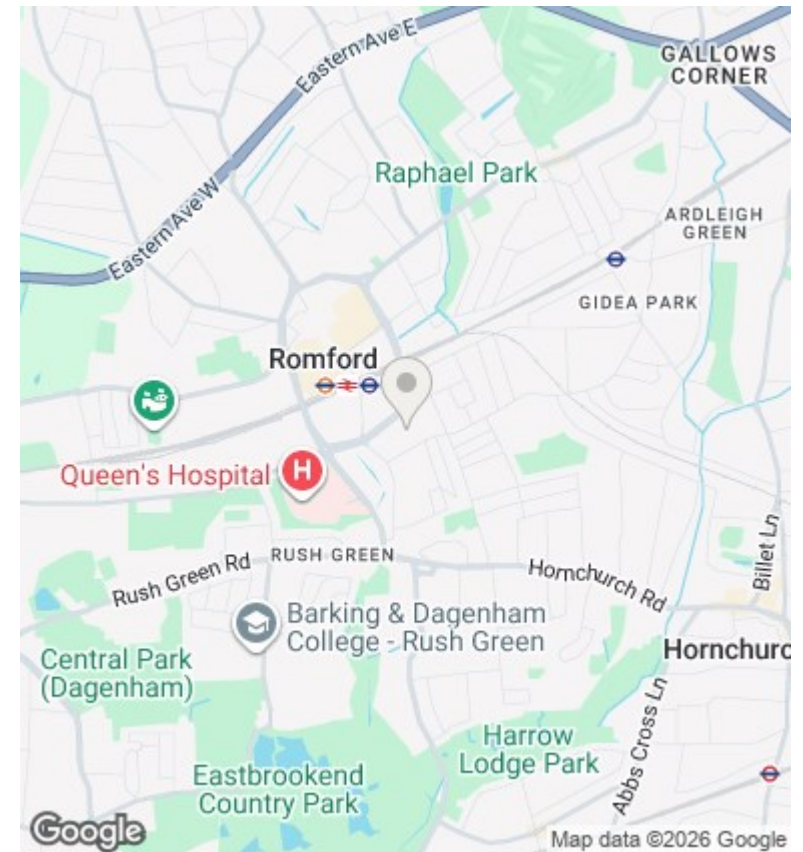 Eastern Ave E
GALLOWS
CORNER
Raphael Park
Eastern Ave W
ARDLEIGH
GREEN
GIDEA PARK
Romford
Queen's Hospital
H
RUSH GREEN
Rush Green Rd
Hornchurch Rd
Billet Ln
Barking & Dagenham
College - Rush Green
Central Park
(Dagenham)
Hornchurc
Abbs Cross Ln
Harrow
Lodge Park
Eastbrookend
Country Park
Google
Map data ©2026 Google